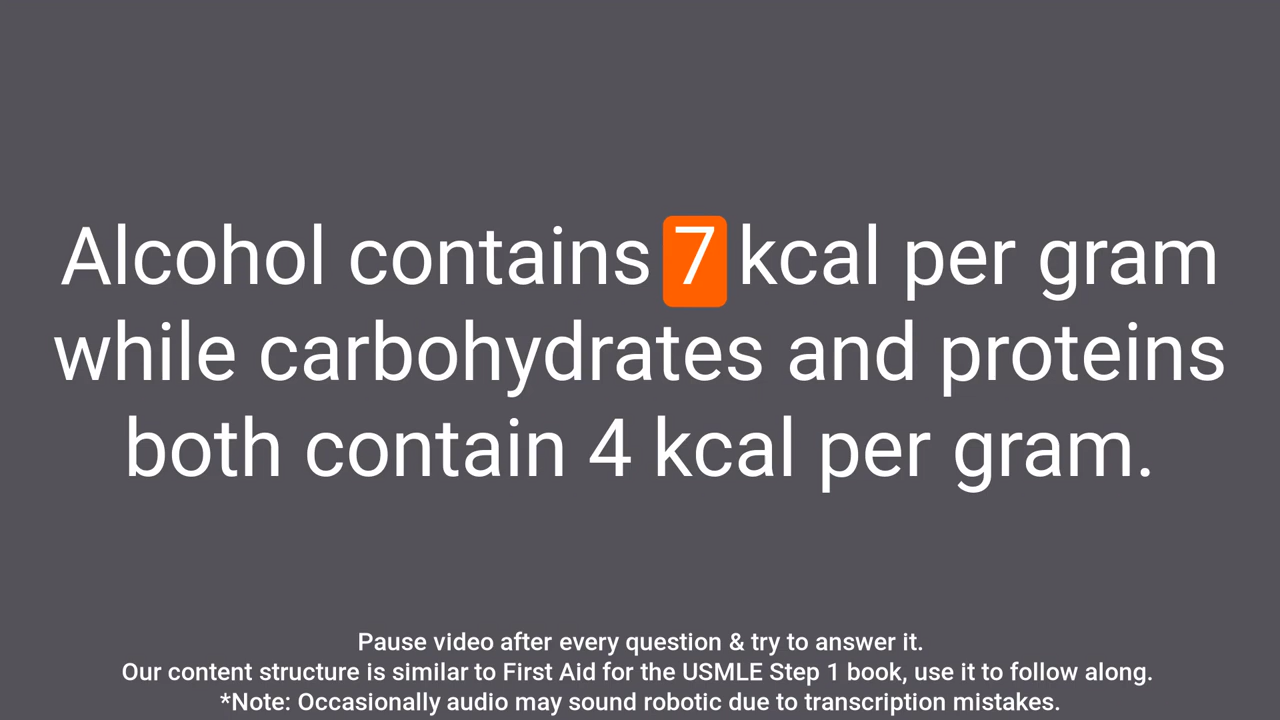 Alcohol contains 7 kcal per gram
while carbohydrates and proteins
both contain 4 kcal per gram.
Pause video after every question & try to answer it.
Our content structure is similar to First Aid for the USMLE Step 1 book, use it to follow along.
*Note: Occasionally audio may sound robotic due to transcription mistakes.